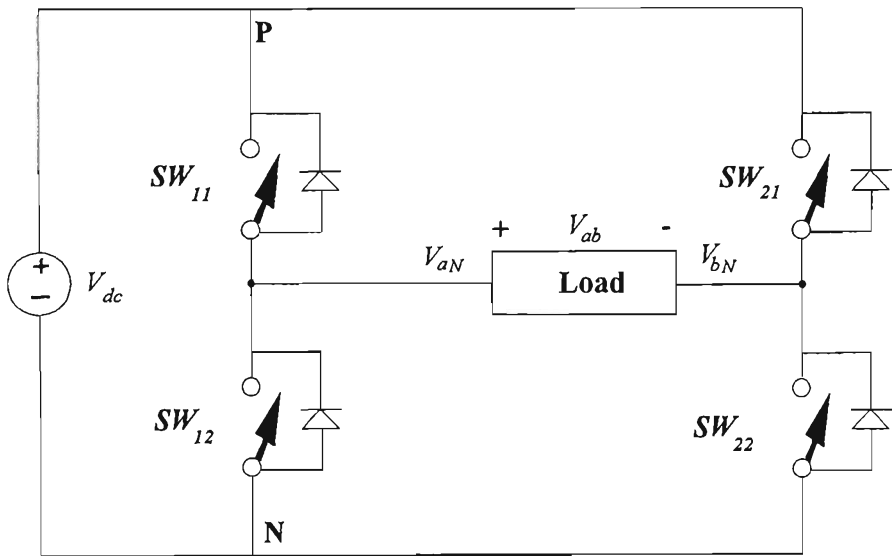 P
SW11
SW21
+ Vab -
VaN
Load
VbN
+
-
Vdc
SW12
SW22
N